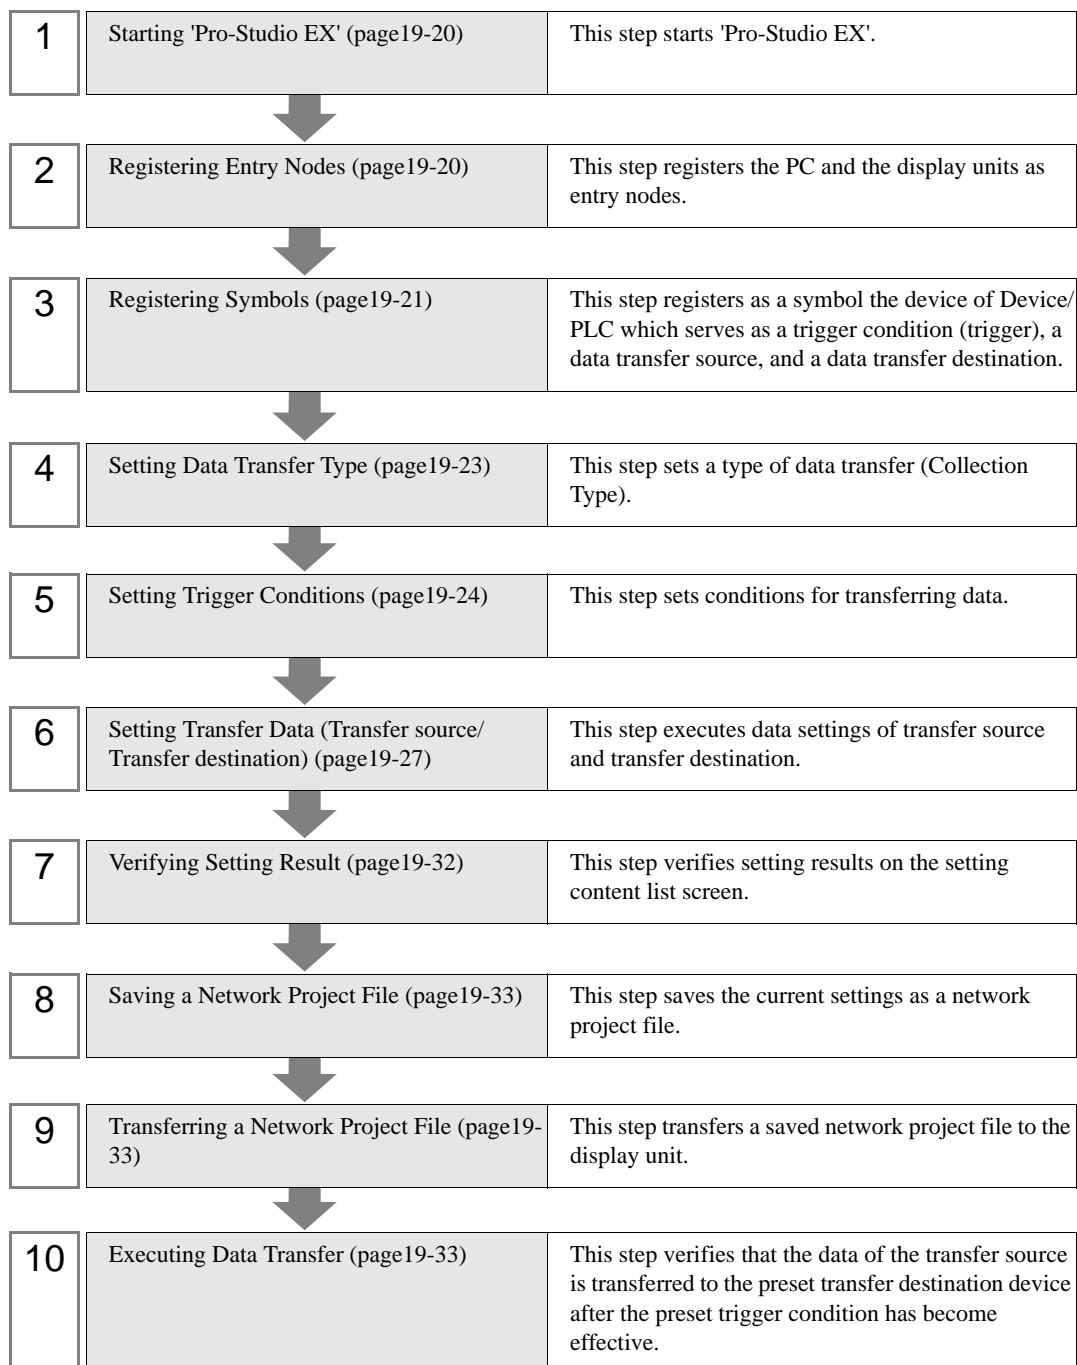 1
Starting 'Pro-Studio EX' (page19-20)
This step starts 'Pro-Studio EX'.
2
Registering Entry Nodes (page19-20)
This step registers the PC and the display units as
entry nodes.
3
Registering Symbols (page19-21)
This step registers as a symbol the device of Device/
PLC which serves as a trigger condition (trigger), a
data transfer source, and a data transfer destination.
4
Setting Data Transfer Type (page19-23)
This step sets a type of data transfer (Collection
Type).
5
Setting Trigger Conditions (page19-24)
This step sets conditions for transferring data.
6
Setting Transfer Data (Transfer source/
Transfer destination) (page19-27)
This step executes data settings of transfer source
and transfer destination.
7
Verifying Setting Result (page19-32)
This step verifies setting results on the setting
content list screen.
8
Saving a Network Project File (page19-33)
This step saves the current settings as a network
project file.
9
Transferring a Network Project File (page19-
33)
This step transfers a saved network project file to the
display unit.
10
Executing Data Transfer (page19-33)
This step verifies that the data of the transfer source
is transferred to the preset transfer destination device
after the preset trigger condition has become
effective.